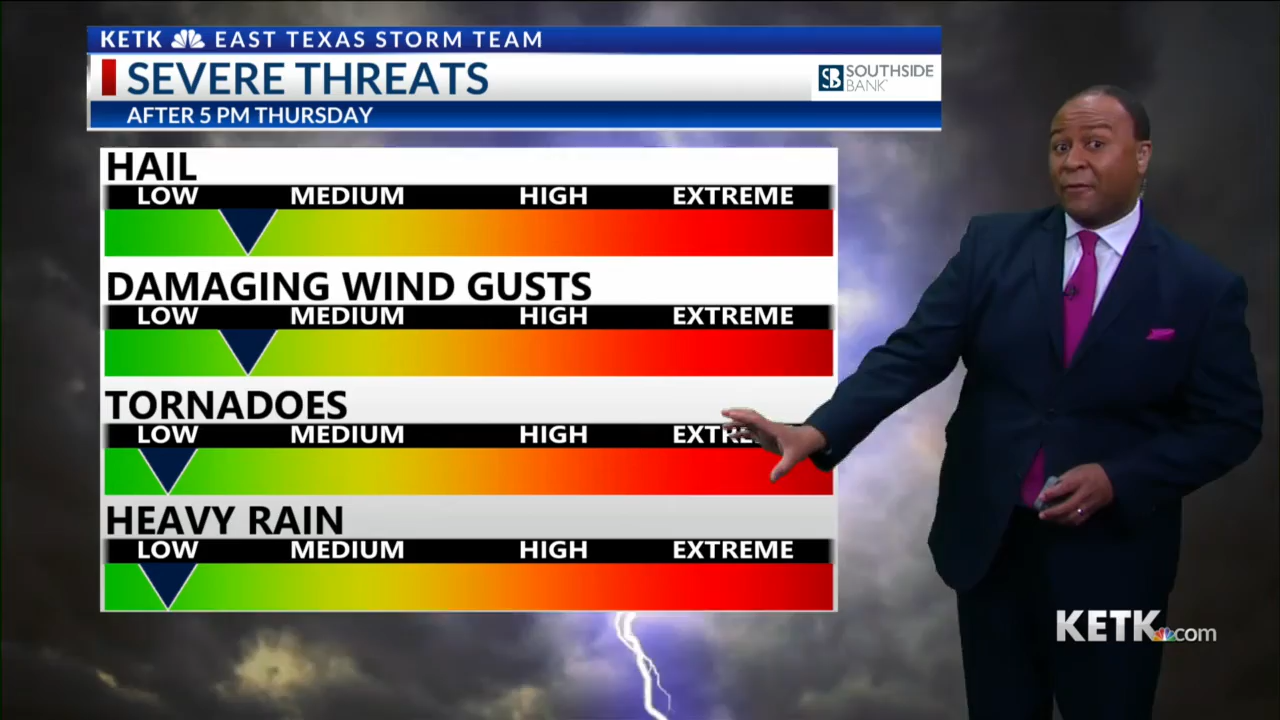 KETK EAST TEXAS STORM TEAM
SEVERE THREATS
SOUTHSIDE
BANK
AFTER 5 PM THURSDAY
HAIL
LOW MEDIUM HIGH EXTREME
DAMAGING WIND GUSTS
LOW MEDIUM HIGH EXTREME
TORNADOES
LOW MEDIUM HIGH EXTRE
HEAVY RAIN
LOW MEDIUM HIGH EXTREME
KETK.com